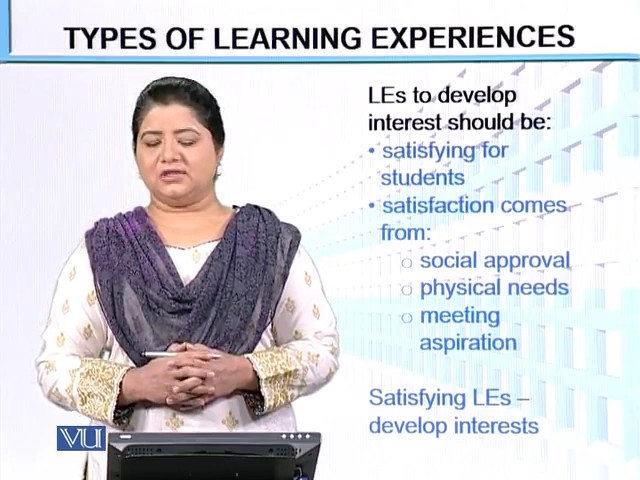 TYPES OF LEARNING EXPERIENCES
LEs to develop
interest should be:
• satisfying for
students
• satisfaction comes
from:
○ social approval
○ physical needs
○ meeting
aspiration
Satisfying LEs –
develop interests
VU